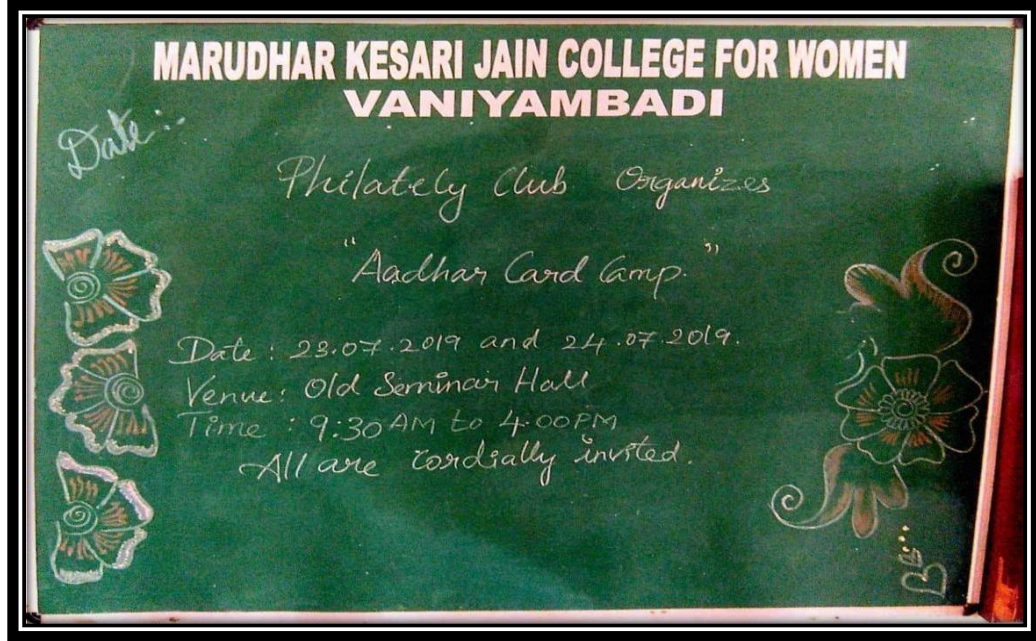 MARUDHAR KESARI JAIN COLLEGE FOR WOMEN
VANIYAMBADI
Date :-
Philately Club Organizes
"Aadhar Card Camp."
Date : 23.07.2019 and 24.07.2019.
Venue: Old Seminar Hall
Time : 9:30 AM to 4.00PM
All are cordially invited.